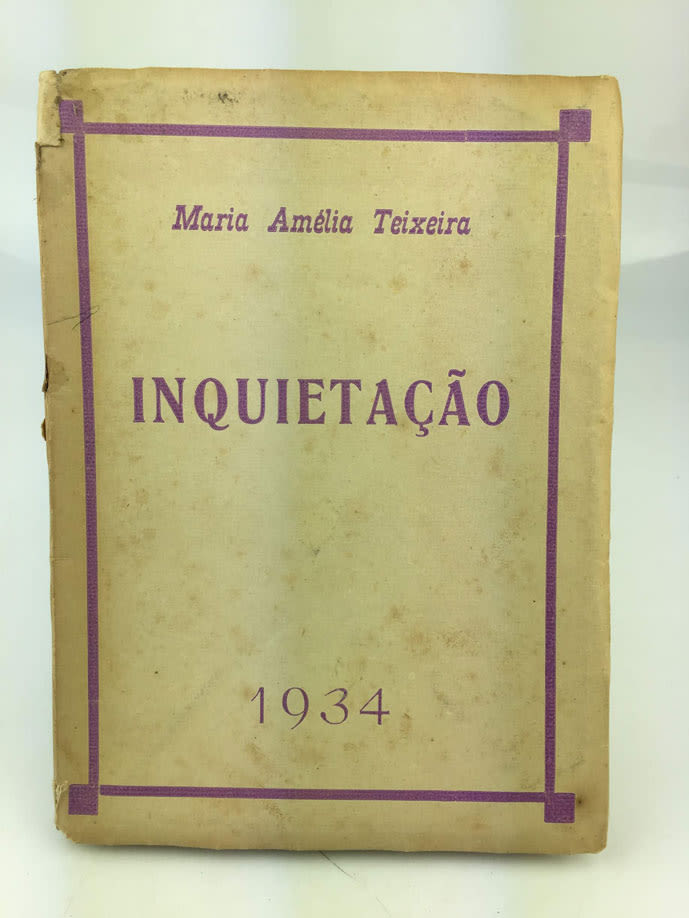 Maria Amélia Teixeira
INQUIETAÇÃO
1934